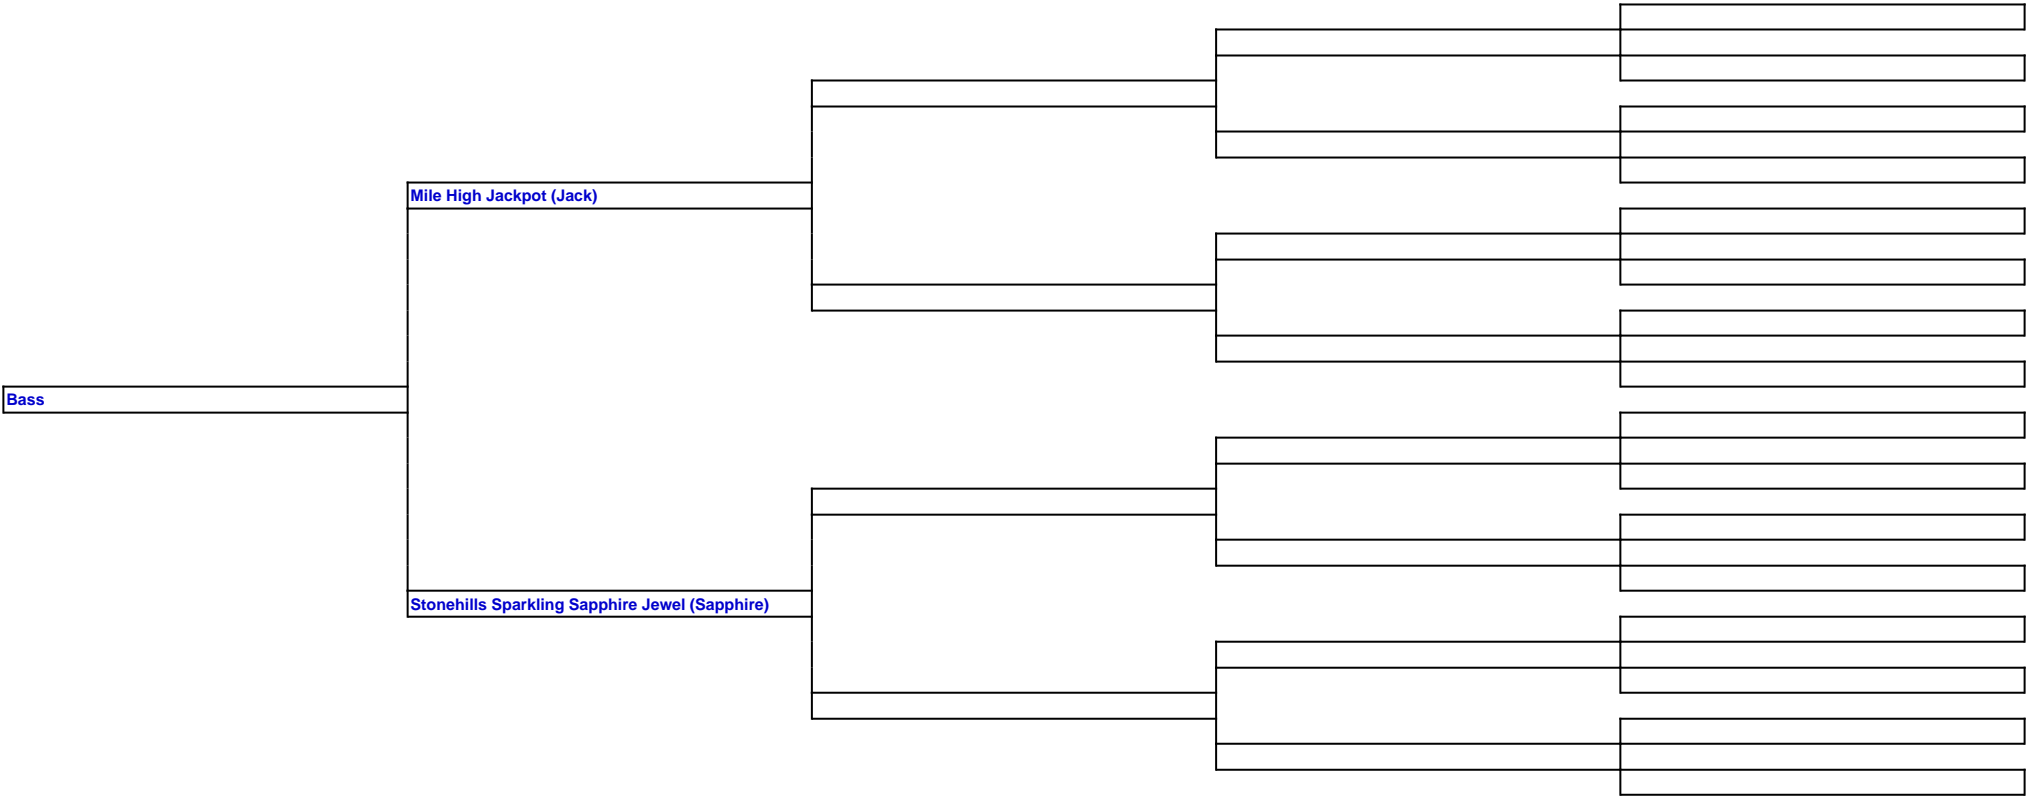 Mile High Jackpot (Jack)
Bass
Stonehills Sparkling Sapphire Jewel (Sapphire)